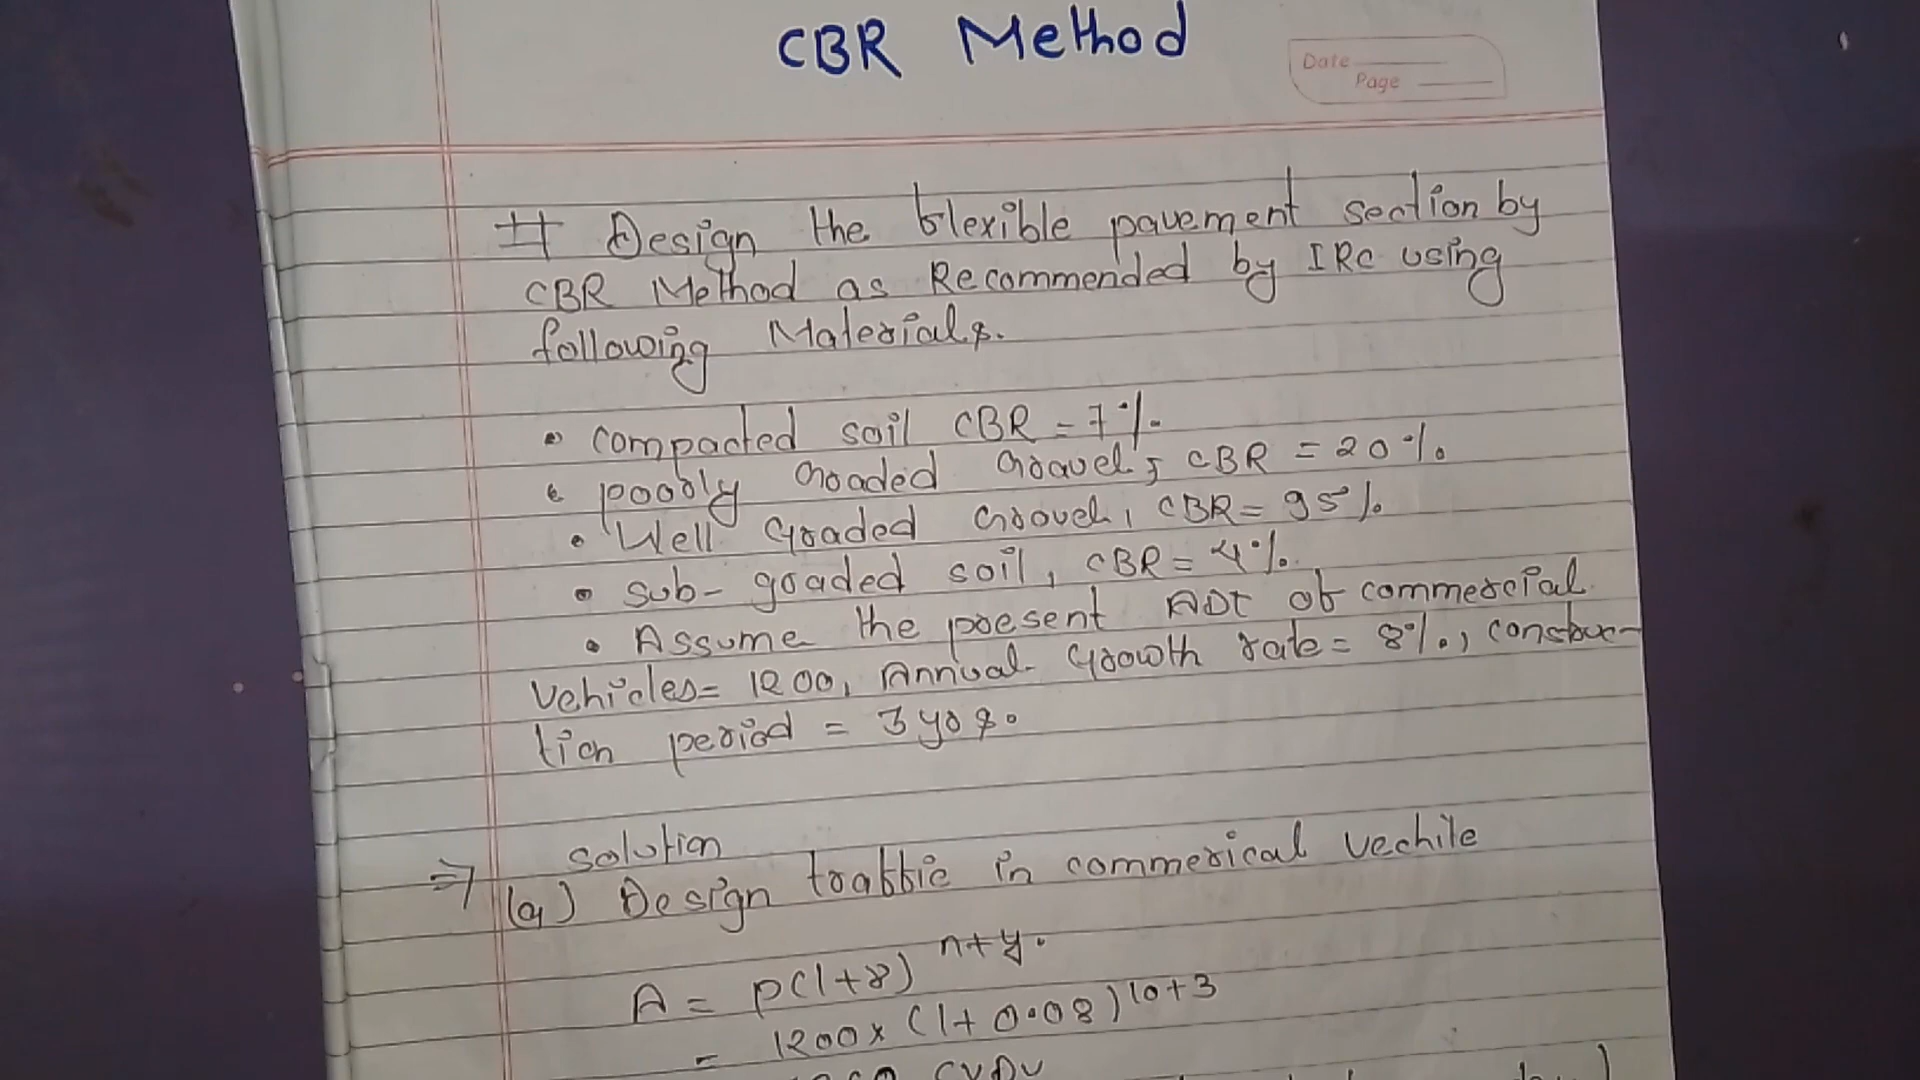 CBR Method
Date
Page
# Design the flexible pavement section by
CBR Method as Recommended by IRC using
following Materials.
• compacted soil CBR = 7%.
• poorly Graded Gravel, CBR = 20%.
• Well Graded Gravel, CBR = 95%.
• sub-graded soil, CBR = 4%.
• Assume the present ADT of commercial
vehicles = 1200, Annual Growth rate = 8%, construc-
tion period = 3 yrs.
solution
⇒ (a) Design traffic in commerical vechile
A = P(1+r)^n+y.
= 1200 × (1+0.08)^10+3
CVDV